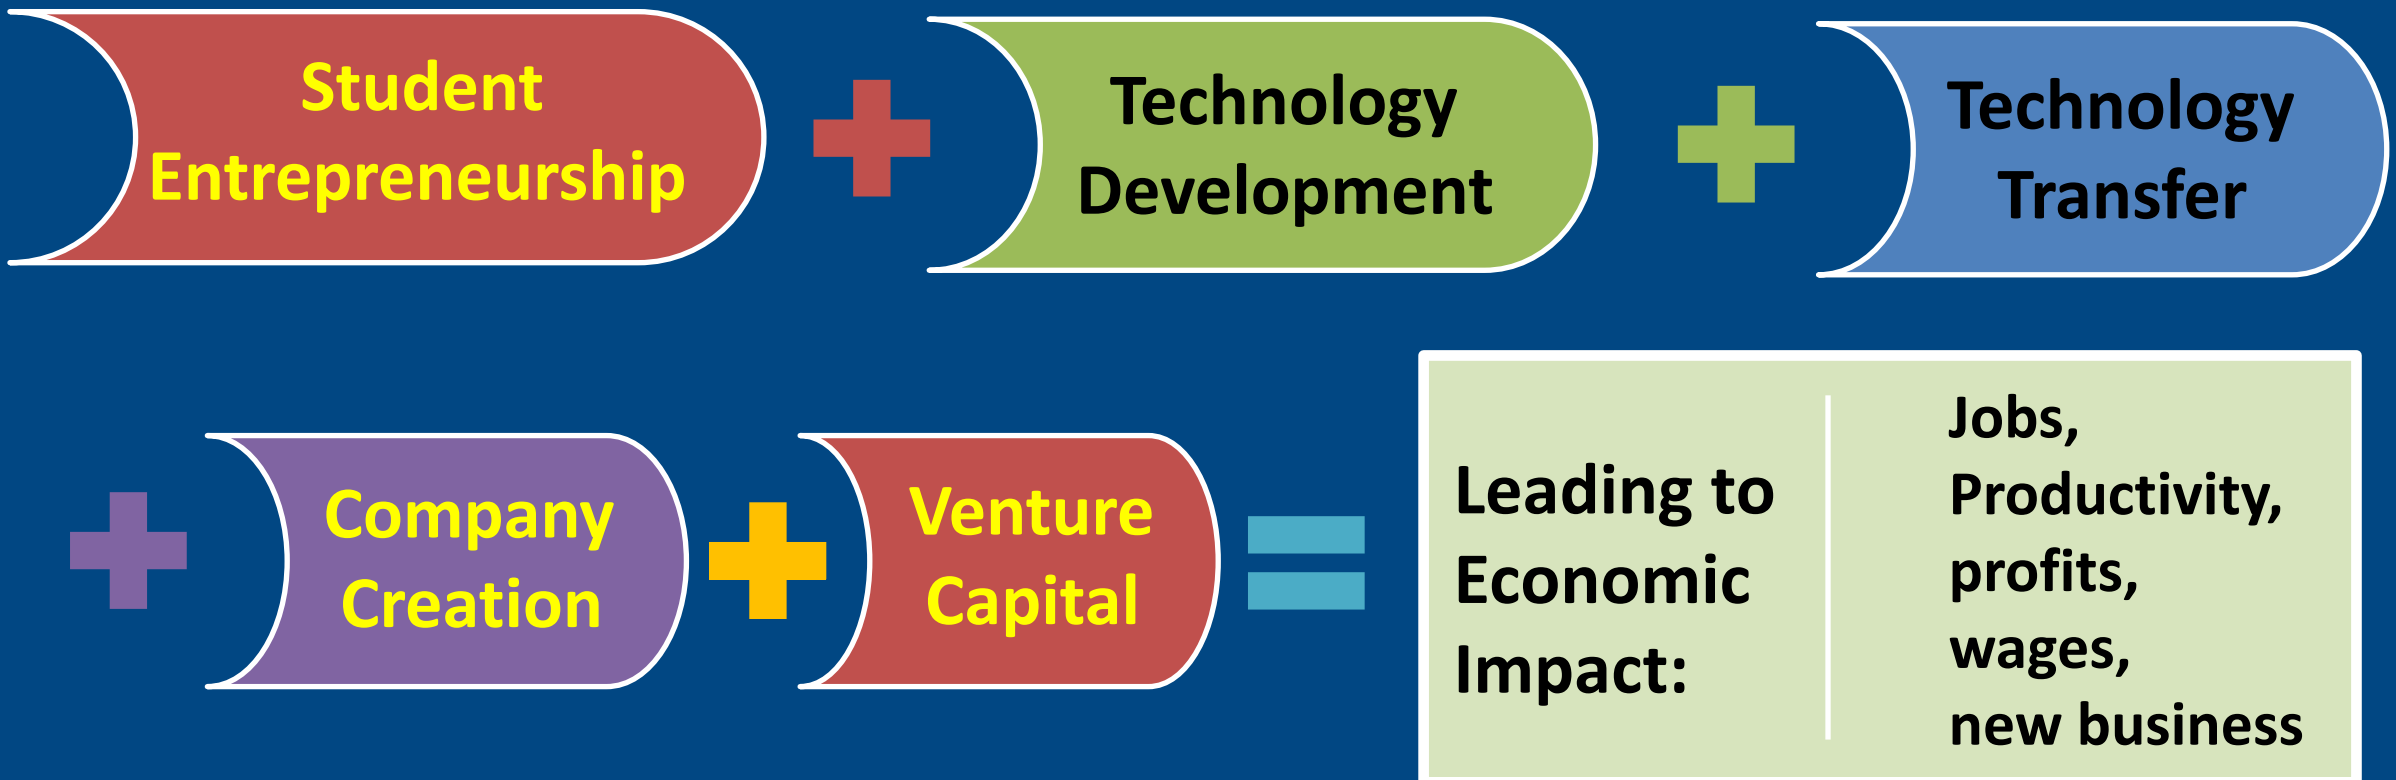 Student
Entrepreneurship
Technology
Development
Technology
Transfer
Company
Creation
Venture
Capital
Leading to
Economic
Impact:
Jobs,
Productivity,
profits,
wages,
new business